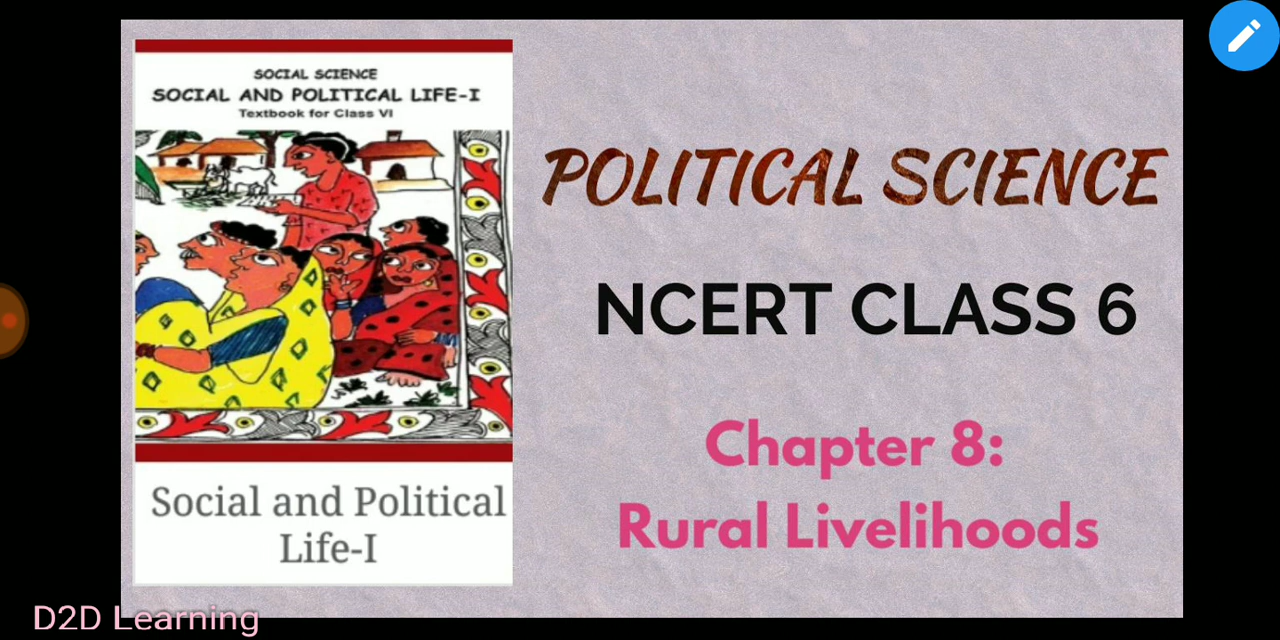 SOCIAL SCIENCE
SOCIAL AND POLITICAL LIFE-I
Textbook for Class VI
Social and Political
Life-I
POLITICAL SCIENCE
NCERT CLASS 6
Chapter 8:
Rural Livelihoods
D2D Learning